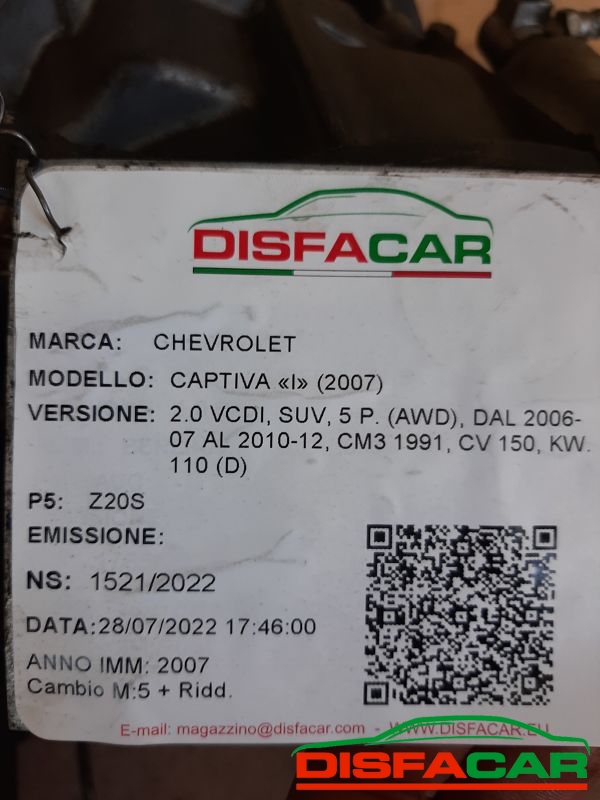 DISFACAR
MARCA: CHEVROLET
MODELLO: CAPTIVA «I» (2007)
VERSIONE: 2.0 VCDI, SUV, 5 P. (AWD), DAL 2006-
07 AL 2010-12, CM3 1991, CV 150, KW.
110 (D)
P5: Z20S
EMISSIONE:
NS: 1521/2022
DATA:28/07/2022 17:46:00
ANNO IMM: 2007
Cambio M:5 + Ridd.
E-mail: magazzino@disfacar.com - WWW.DISFACAR.EU
DISFACAR